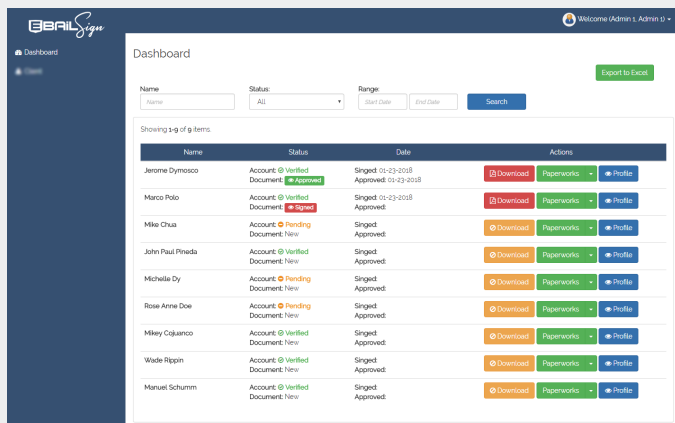 EBAILSign
Welcome (Admin 1, Admin 1)
Dashboard
Client
Dashboard
Export to Excel
Name Status: Range:
Name All Start Date End Date Search
Showing 1-9 of 9 items.
Name Status Date Actions
Jerome Dymosco Account: Verified Singed: 01-23-2018 Download Paperworks Profile
Document: Approved Approved: 01-23-2018
Marco Polo Account: Verified Singed: 01-23-2018 Download Paperworks Profile
Document: Signed Approved:
Mike Chua Account: Pending Singed: Download Paperworks Profile
Document: New Approved:
John Paul Pineda Account: Verified Singed: Download Paperworks Profile
Document: New Approved:
Michelle Dy Account: Pending Singed: Download Paperworks Profile
Document: New Approved:
Rose Anne Doe Account: Pending Singed: Download Paperworks Profile
Document: New Approved:
Mikey Cojuanco Account: Verified Singed: Download Paperworks Profile
Document: New Approved:
Wade Rippin Account: Verified Singed: Download Paperworks Profile
Document: New Approved:
Manuel Schumm Account: Verified Singed: Download Paperworks Profile
Document: New Approved: